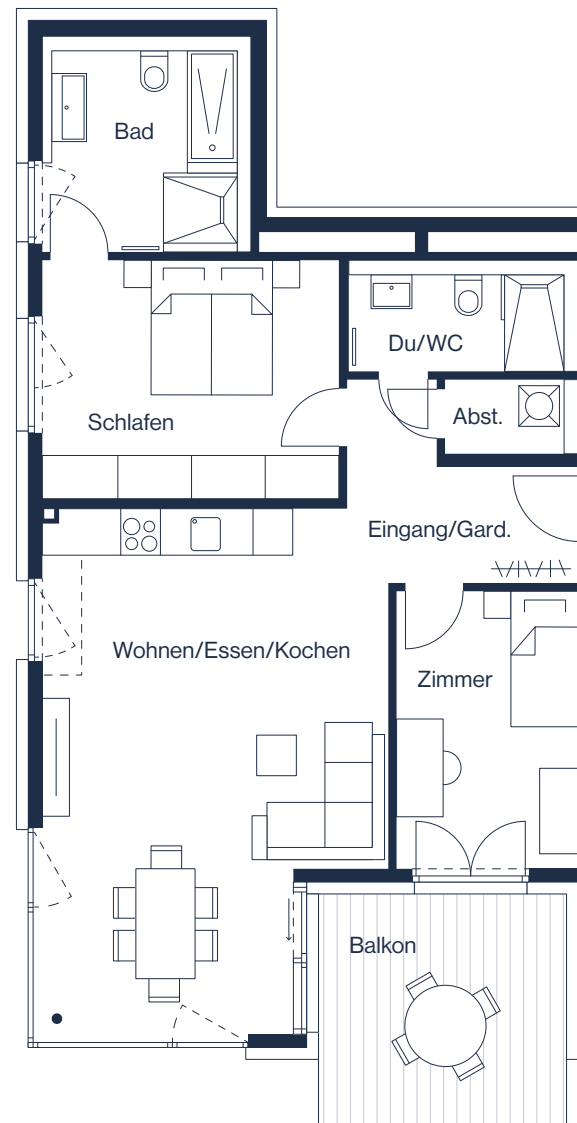 Bad
Du/WC
Schlafen
Abst.
Eingang/Gard.
Wohnen/Essen/Kochen
Zimmer
Balkon